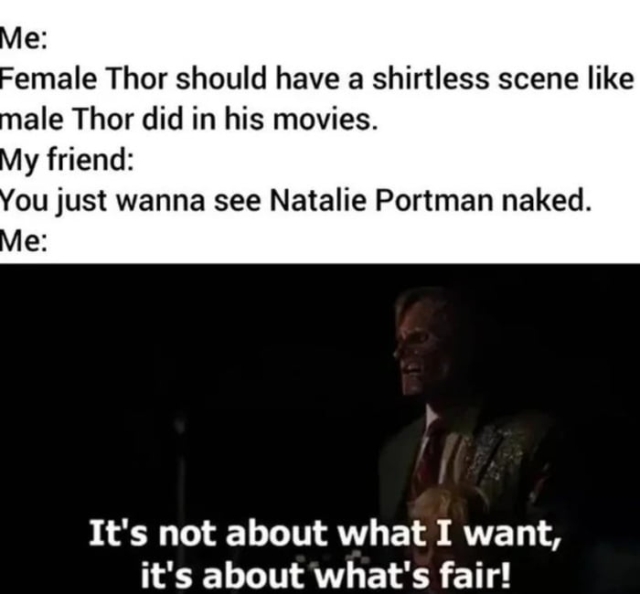 Me:
Female Thor should have a shirtless scene like
male Thor did in his movies.
My friend:
You just wanna see Natalie Portman naked.
Me:
It's not about what I want,
it's about what's fair!